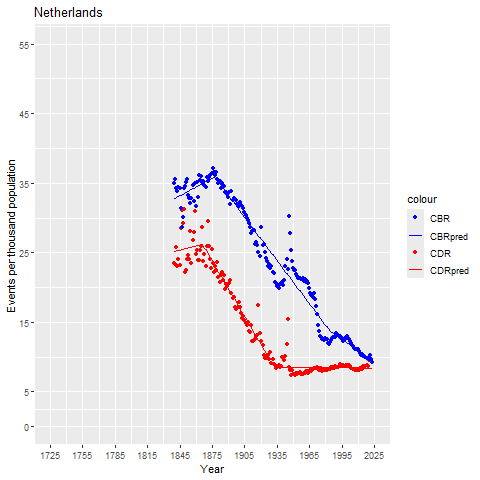 Netherlands
55
45
35
25
15
5
0
Events per thousand population
1725 1755 1785 1815 1845 1875 1905 1935 1965 1995 2025
Year
colour
CBR
CBRpred
CDR
CDRpred